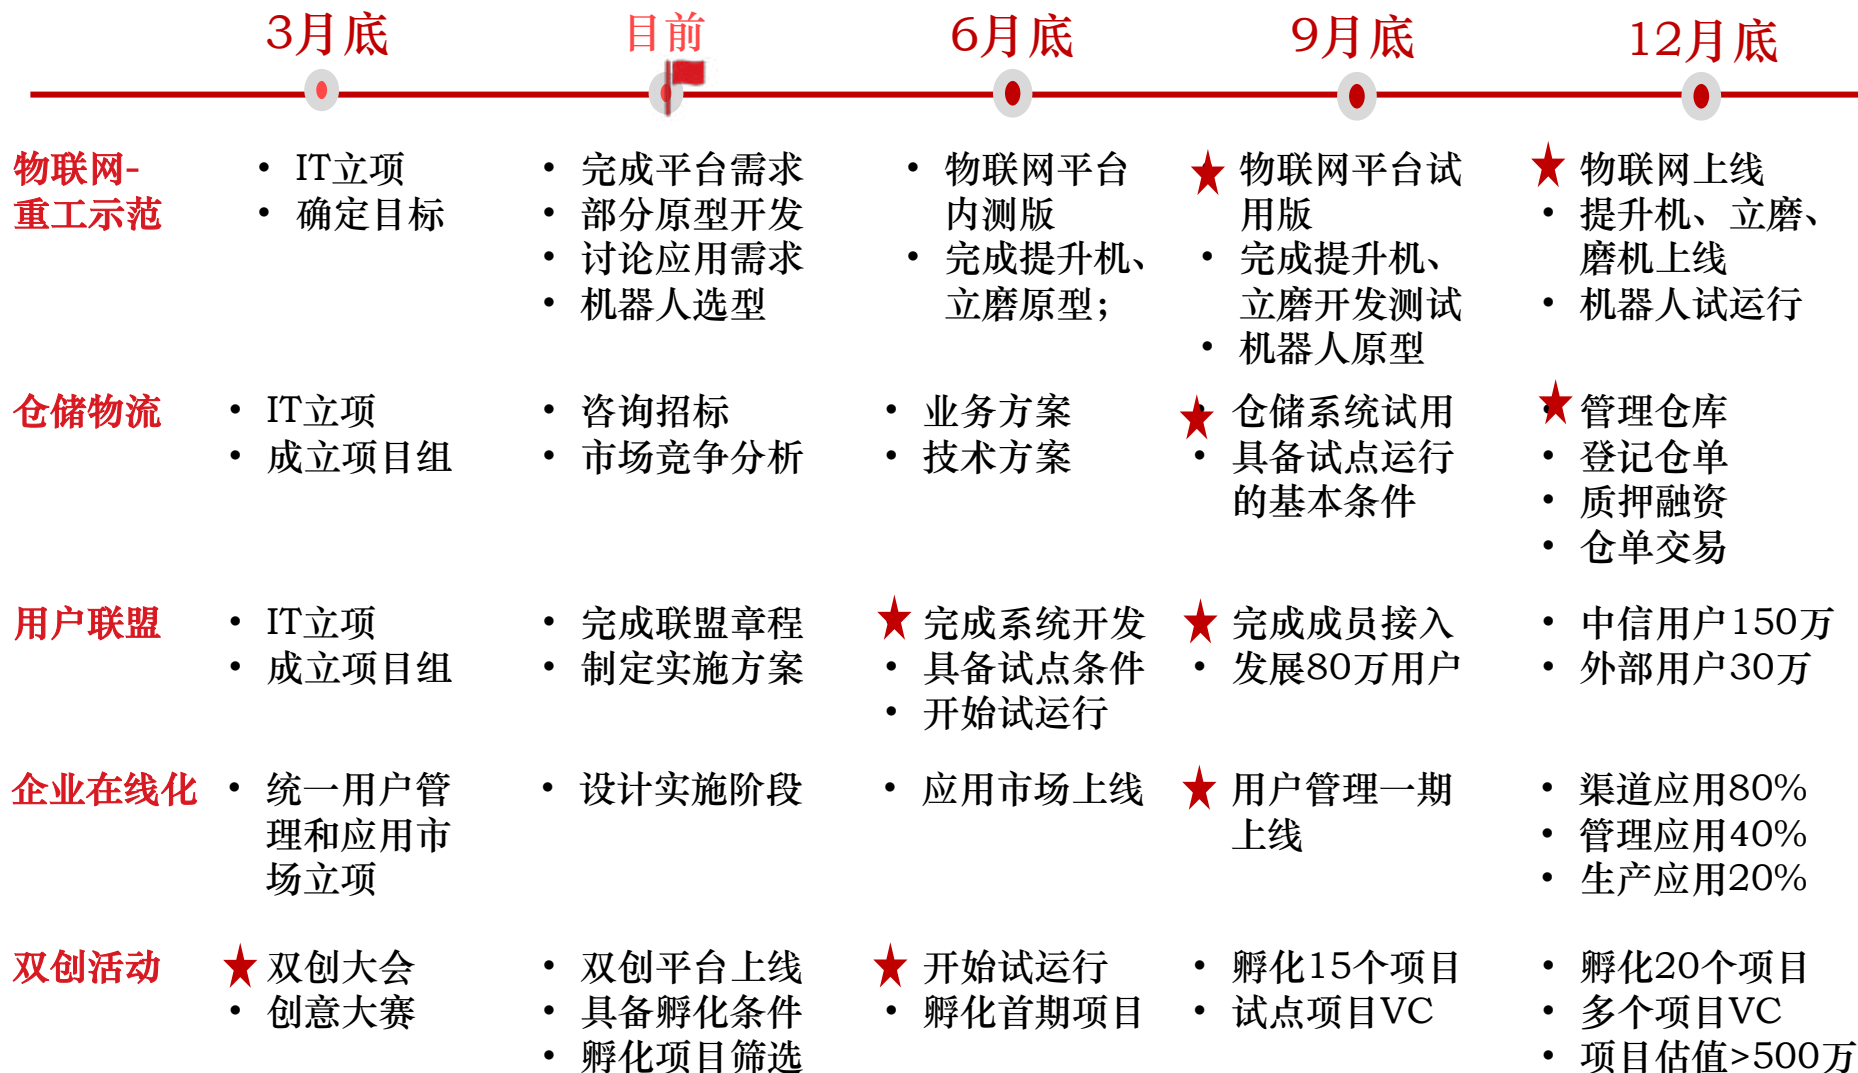 3月底
目前
6月底
9月底
12月底
物联网-
重工示范
• IT立项
• 确定目标
• 完成平台需求
• 部分原型开发
• 讨论应用需求
• 机器人选型
• 物联网平台
内测版
• 完成提升机、
立磨原型；
★ 物联网平台试
用版
• 完成提升机、
立磨开发测试
• 机器人原型
★ 物联网上线
• 提升机、立磨、
磨机上线
• 机器人试运行
仓储物流
• IT立项
• 成立项目组
• 咨询招标
• 市场竞争分析
• 业务方案
• 技术方案
★ 仓储系统试用
• 具备试点运行
的基本条件
★ 管理仓库
• 登记仓单
• 质押融资
• 仓单交易
用户联盟
• IT立项
• 成立项目组
• 完成联盟章程
• 制定实施方案
★ 完成系统开发
• 具备试点条件
• 开始试运行
★ 完成成员接入
• 发展80万用户
• 中信用户150万
• 外部用户30万
企业在线化
• 统一用户管
理和应用市
场立项
• 设计实施阶段
• 应用市场上线
★ 用户管理一期
上线
• 渠道应用80%
• 管理应用40%
• 生产应用20%
双创活动
★ 双创大会
• 创意大赛
• 双创平台上线
• 具备孵化条件
• 孵化项目筛选
★ 开始试运行
• 孵化首期项目
• 孵化15个项目
• 试点项目VC
• 孵化20个项目
• 多个项目VC
• 项目估值>500万